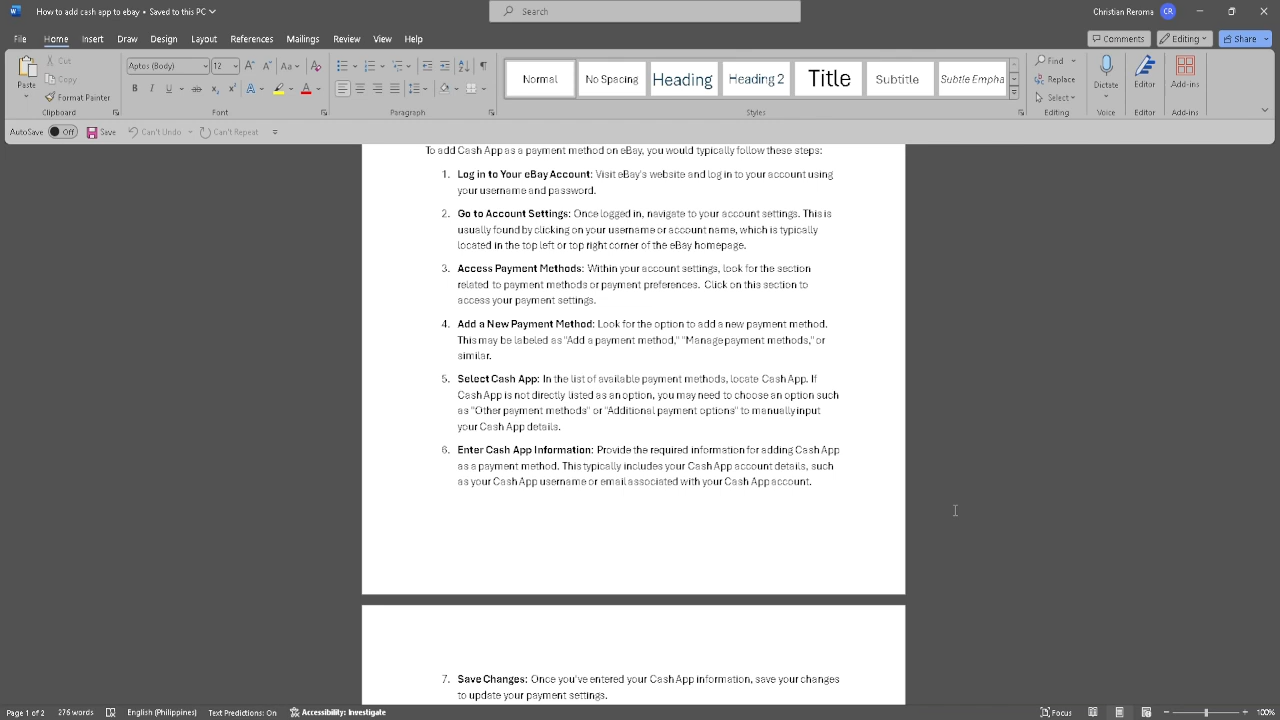 How to add cash app to ebay • Saved to this PC
Search
Christian Reroma CR
File Home Insert Draw Design Layout References Mailings Review View Help
Comments Editing Share
Paste Cut Copy Format Painter
Aptos (Body) 12
Normal No Spacing Heading Heading 2 Title Subtitle Subtle Empha
Find Replace Select
Dictate Editor Add-ins
Clipboard Font Paragraph Styles Editing Voice Editor Add-ins
AutoSave Off Save Can't Undo Can't Repeat
To add Cash App as a payment method on eBay, you would typically follow these steps:
1. Log in to Your eBay Account: Visit eBay's website and log in to your account using
your username and password.
2. Go to Account Settings: Once logged in, navigate to your account settings. This is
usually found by clicking on your username or account name, which is typically
located in the top left or top right corner of the eBay homepage.
3. Access Payment Methods: Within your account settings, look for the section
related to payment methods or payment preferences. Click on this section to
access your payment settings.
4. Add a New Payment Method: Look for the option to add a new payment method.
This may be labeled as "Add a payment method," "Manage payment methods," or
similar.
5. Select Cash App: In the list of available payment methods, locate Cash App. If
Cash App is not directly listed as an option, you may need to choose an option such
as "Other payment methods" or "Additional payment options" to manually input
your Cash App details.
6. Enter Cash App Information: Provide the required information for adding Cash App
as a payment method. This typically includes your Cash App account details, such
as your Cash App username or email associated with your Cash App account.
7. Save Changes: Once you've entered your Cash App information, save your changes
to update your payment settings.
Page 1 of 2 276 words English (Philippines) Text Predictions: On Accessibility: Investigate Focus 100%